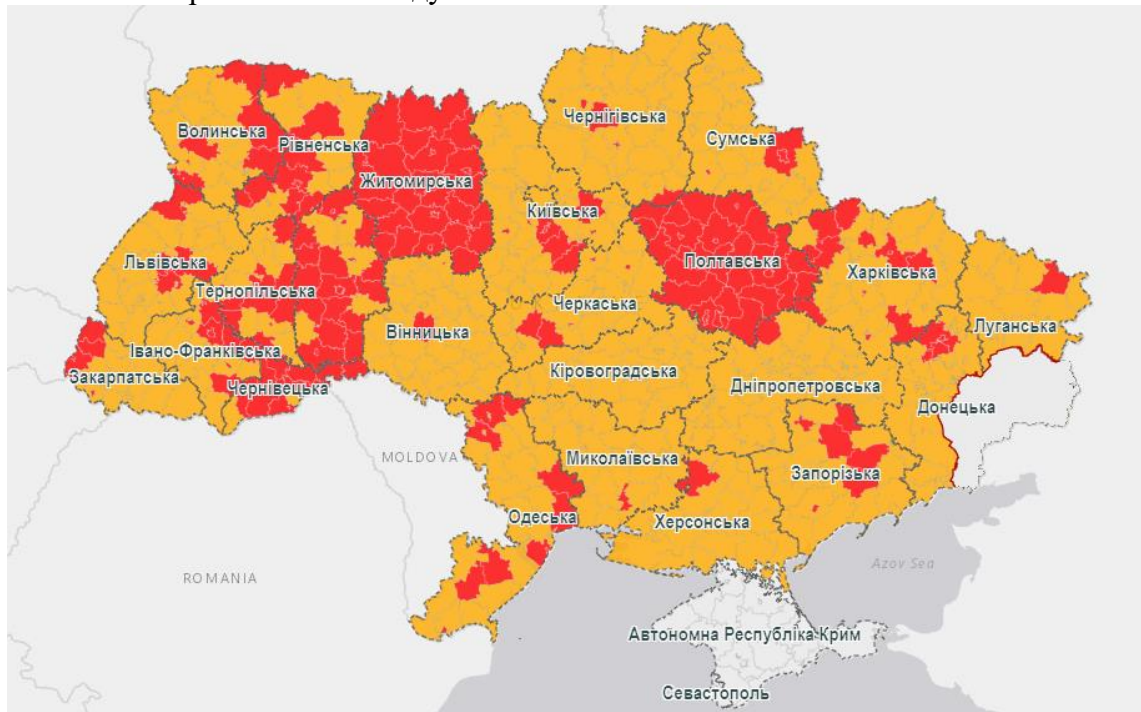 Чернігівська
Волинська
Рівненська
Сумська
Житомирська
Київська
Львівська
Полтавська
Харківська
Тернопільська
Черкаська
Вінницька
Луганська
Івано-Франківська
Закарпатська
Чернівецька
Кіровоградська
Дніпропетровська
Донецька
MOLDOVA
Миколаївська
Запорізька
Одеська
Херсонська
ROMANIA
Azov Sea
Автономна Республіка Крим
Севастополь